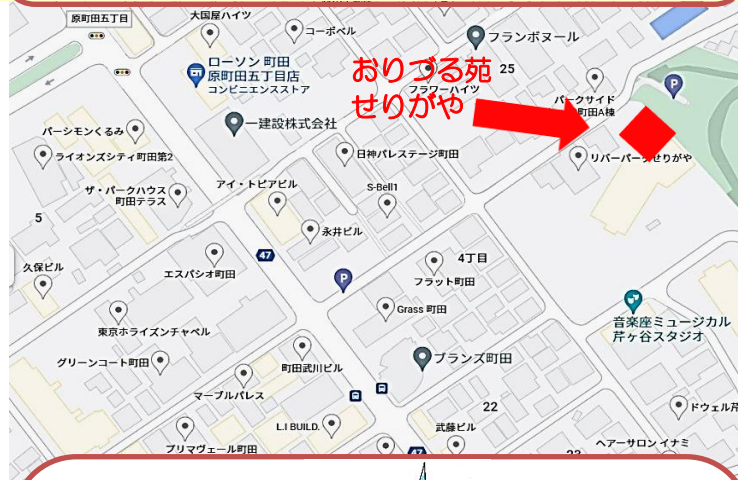 原町田五丁目
大国屋ハイツ
コーポベル
フランボヌール
ローソン 町田
原町田五丁目店
コンビニエンスストア
おりづる苑
せりがや
25
フラワーハイツ
P
パークサイド
町田A棟
一建設株式会社
パーシモンくるみ
ライオンズシティ町田第2
日神パレステージ町田
リバーパークせりがや
ザ・パークハウス
町田テラス
アイ・トピアビル
S-Bell1
5
永井ビル
47
4丁目
久保ビル
エスパシオ町田
P
フラット町田
Grass 町田
音楽座ミュージカル
芹ヶ谷スタジオ
東京ホライズンチャペル
グリーンコート町田
町田武川ビル
ブランズ町田
マーブルパレス
22
ドウェル芹
L.I BUILD.
武藤ビル
プリマヴェール町田
ヘアーサロン イナミ
47
23